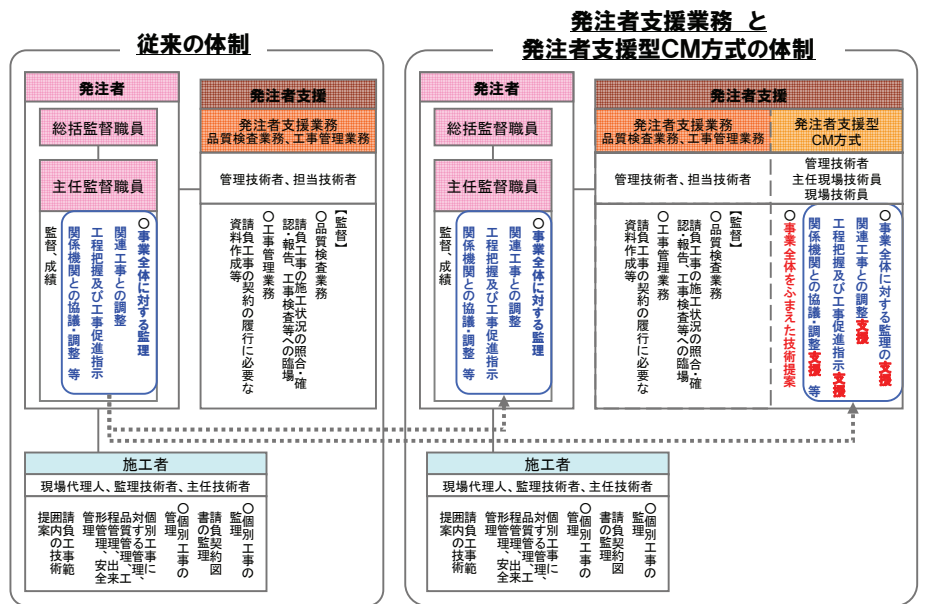 従来の体制
発注者
総括監督職員
主任監督職員
○事業全体に対する監理
関連工事との調整
工程把握及び工事促進指示
関係機関との協議・調整 等
監督、成績
発注者支援
発注者支援業務
品質検査業務、工事管理業務
管理技術者、担当技術者
【監督】
○品質検査業務
請負工事の施工状況の照合・確
認・報告、工事検査等への臨場
○工事管理業務
請負工事の契約の履行に必要な
資料作成等
施工者
現場代理人、監理技術者、主任技術者
○個別工事の
監理
請負契約図
書の監理
○個別工事の
管理
個別工事に
対する管理、
品質管理、工
程管理、出来
形管理、安全
管理
請負工事範
囲内の技術
提案
発注者支援業務 と
発注者支援型CM方式の体制
発注者
総括監督職員
主任監督職員
○事業全体に対する監理
関連工事との調整
工程把握及び工事促進指示
関係機関との協議・調整 等
監督、成績
発注者支援
発注者支援業務
品質検査業務、工事管理業務
管理技術者、担当技術者
【監督】
○品質検査業務
請負工事の施工状況の照合・確
認・報告、工事検査等への臨場
○工事管理業務
請負工事の契約の履行に必要な
資料作成等
発注者支援型
CM方式
管理技術者
主任現場技術員
現場技術員
○事業全体に対する監理の支援
関連工事との調整支援
工程把握及び工事促進指示支援
関係機関との協議・調整支援 等
○事業全体をふまえた技術提案
施工者
現場代理人、監理技術者、主任技術者
○個別工事の
監理
請負契約図
書の監理
○個別工事の
管理
個別工事に
対する管理、
品質管理、工
程管理、出来
形管理、安全
管理
請負工事範
囲内の技術
提案